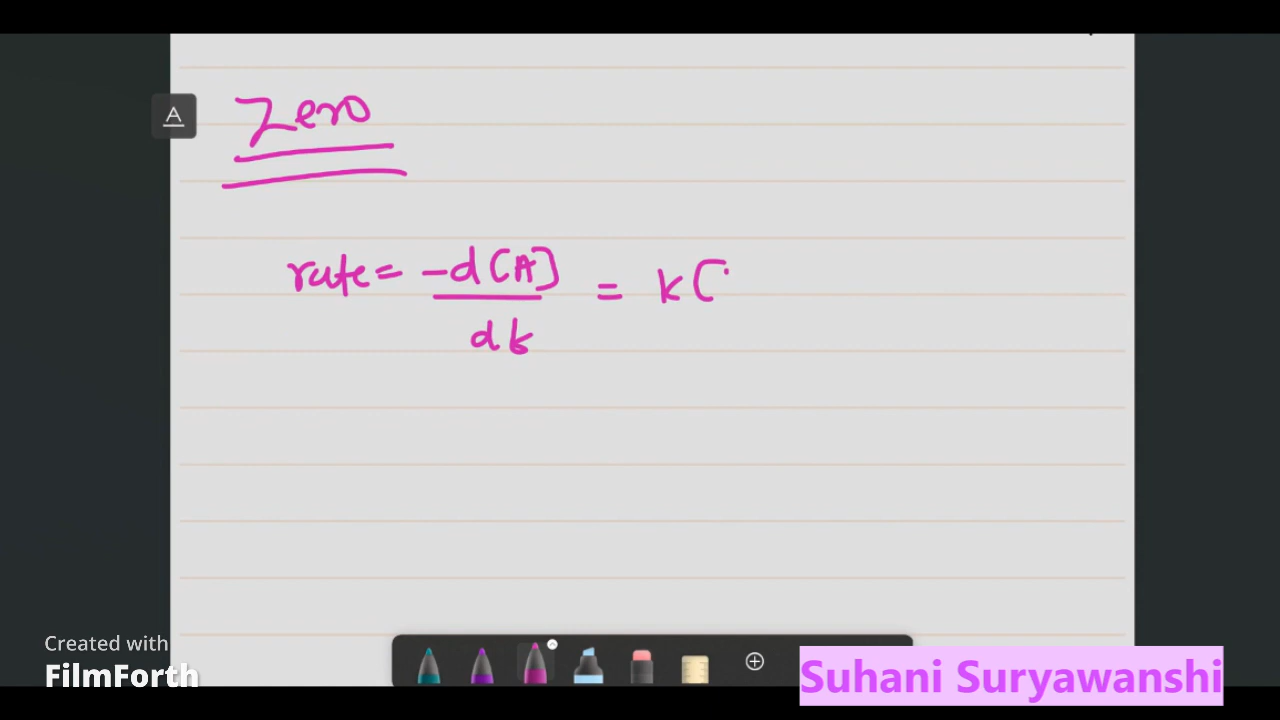 A
Zero
rate = -d[A] / dt = k[
Created with
FilmForth
Suhani Suryawanshi